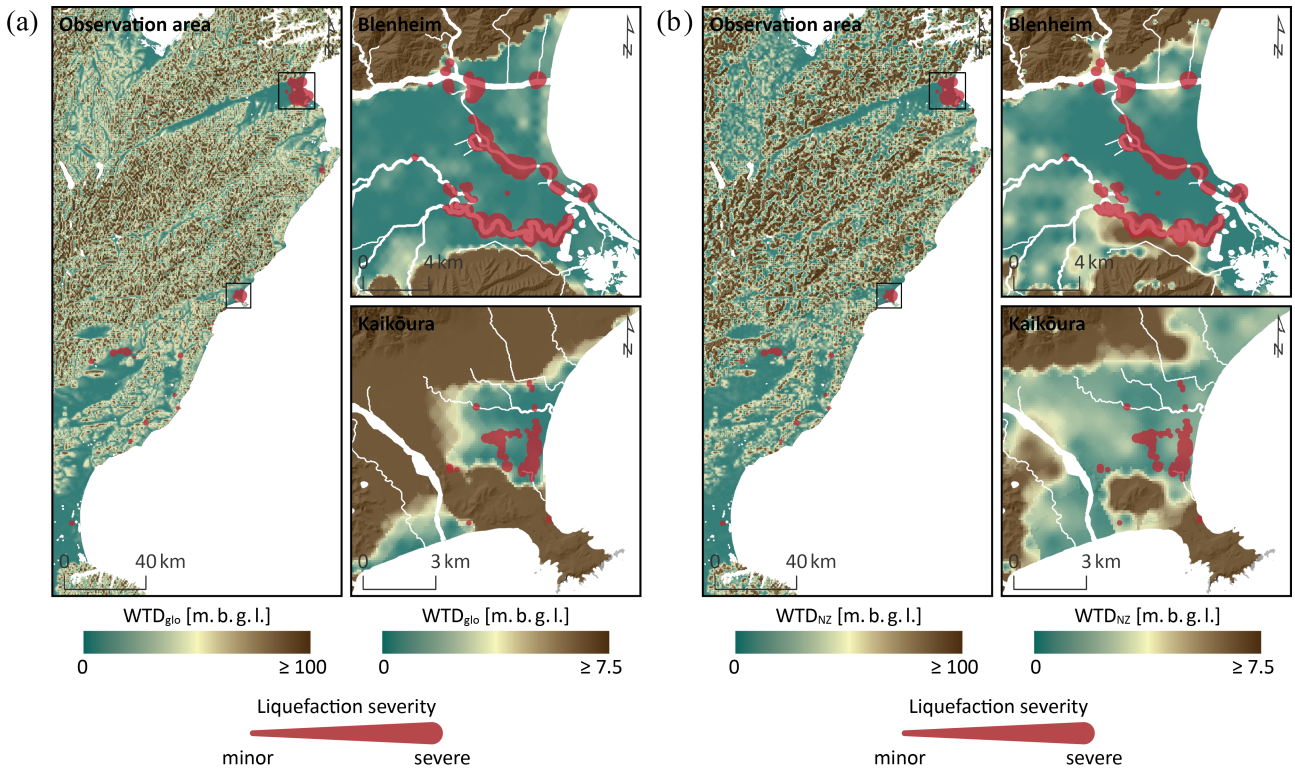 (a)
Observation area
N
0
40 km
Blenheim
N
0
4 km
Kaikōura
N
0
3 km
WTDglo [m. b. g. l.]
0
≥ 100
WTDglo [m. b. g. l.]
0
≥ 7.5
Liquefaction severity
minor
severe
(b)
Observation area
N
0
40 km
Blenheim
N
0
4 km
Kaikōura
N
0
3 km
WTDNZ [m. b. g. l.]
0
≥ 100
WTDNZ [m. b. g. l.]
0
≥ 7.5
Liquefaction severity
minor
severe